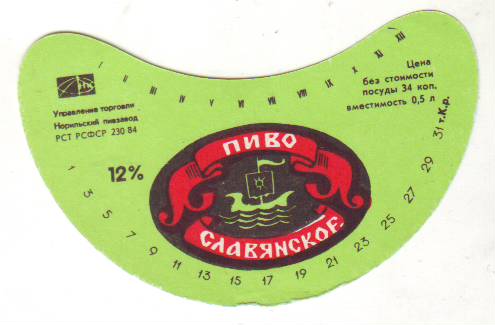 I II III IV V VI VII VIII IX X XI XII
Управление торговли
Норильский пивзавод
РСТ РСФСР 230 84
Цена
без стоимости
посуды 34 коп.
вместимость 0,5 л
12%
ПИВО
СЛАВЯНСКОЕ
1 3 5 7 9 11 13 15 17 19 21 23 25 27 29 31 т.К.р.